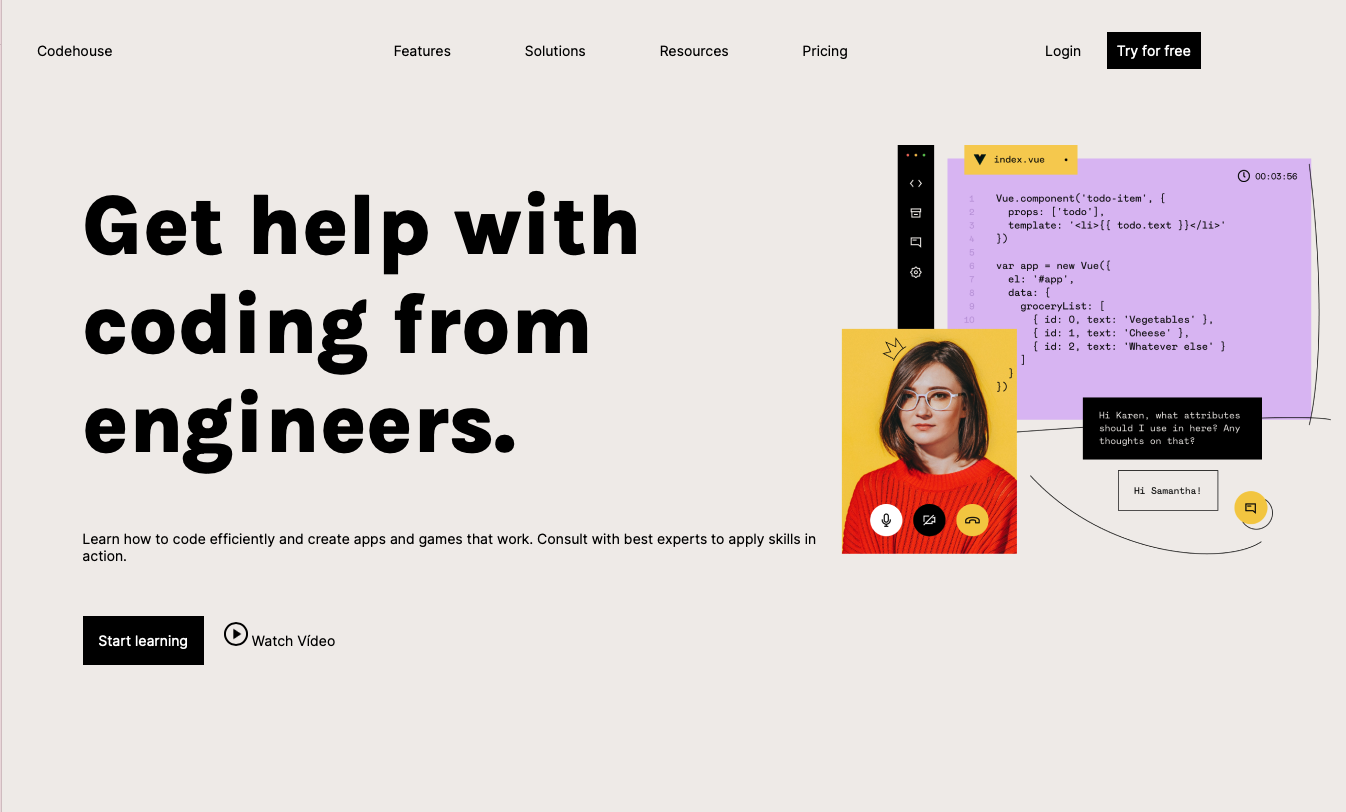 Codehouse
Features
Solutions
Resources
Pricing
Login
Try for free
Get help with
coding from
engineers.
Learn how to code efficiently and create apps and games that work. Consult with best experts to apply skills in
action.
Start learning
Watch Vídeo
index.vue
00:03:56
1 Vue.component('todo-item', {
2 props: ['todo'],
3 template: '<li>{{ todo.text }}</li>'
4 })
5
6 var app = new Vue({
7 el: '#app',
8 data: {
9 groceryList: [
10 { id: 0, text: 'Vegetables' },
{ id: 1, text: 'Cheese' },
{ id: 2, text: 'Whatever else' }
]
}
})
Hi Karen, what attributes
should I use in here? Any
thoughts on that?
Hi Samantha!